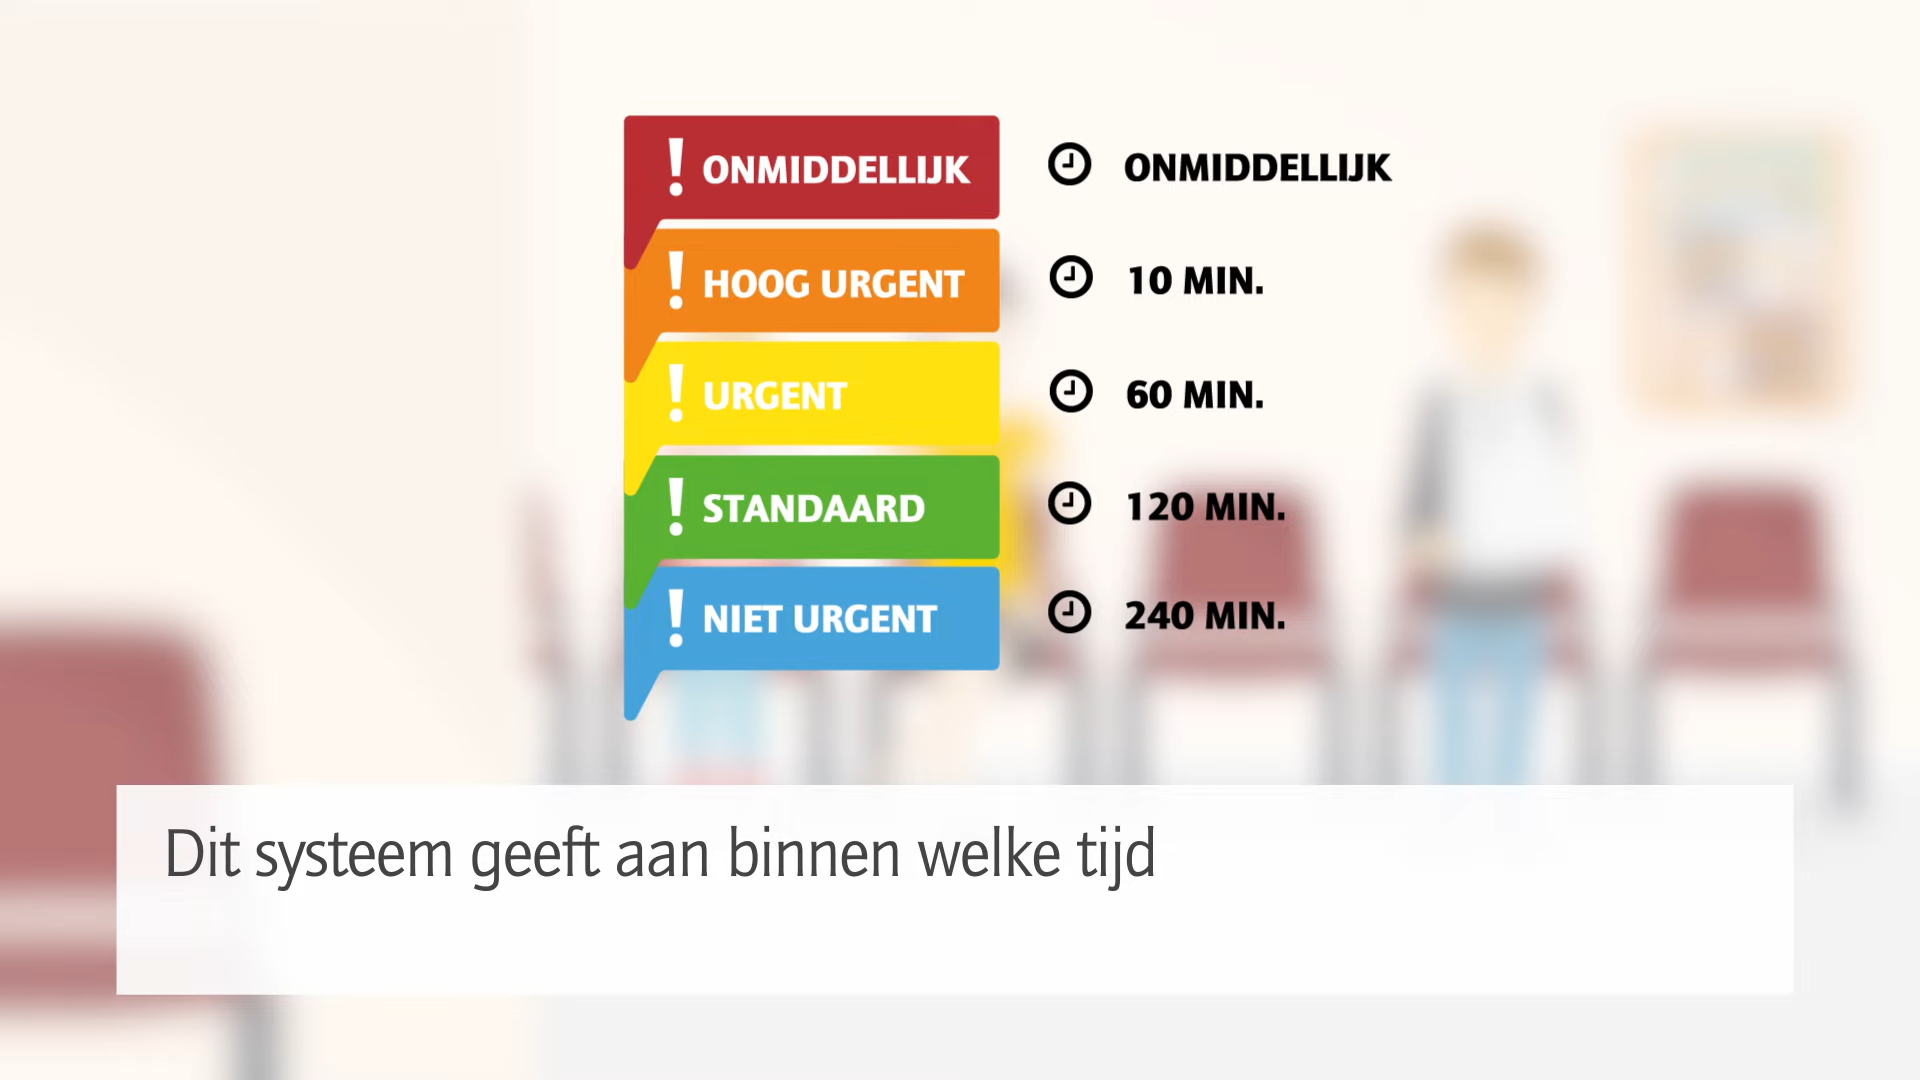 ! ONMIDDELLIJK ONMIDDELLIJK
! HOOG URGENT 10 MIN.
! URGENT 60 MIN.
! STANDAARD 120 MIN.
! NIET URGENT 240 MIN.
Dit systeem geeft aan binnen welke tijd